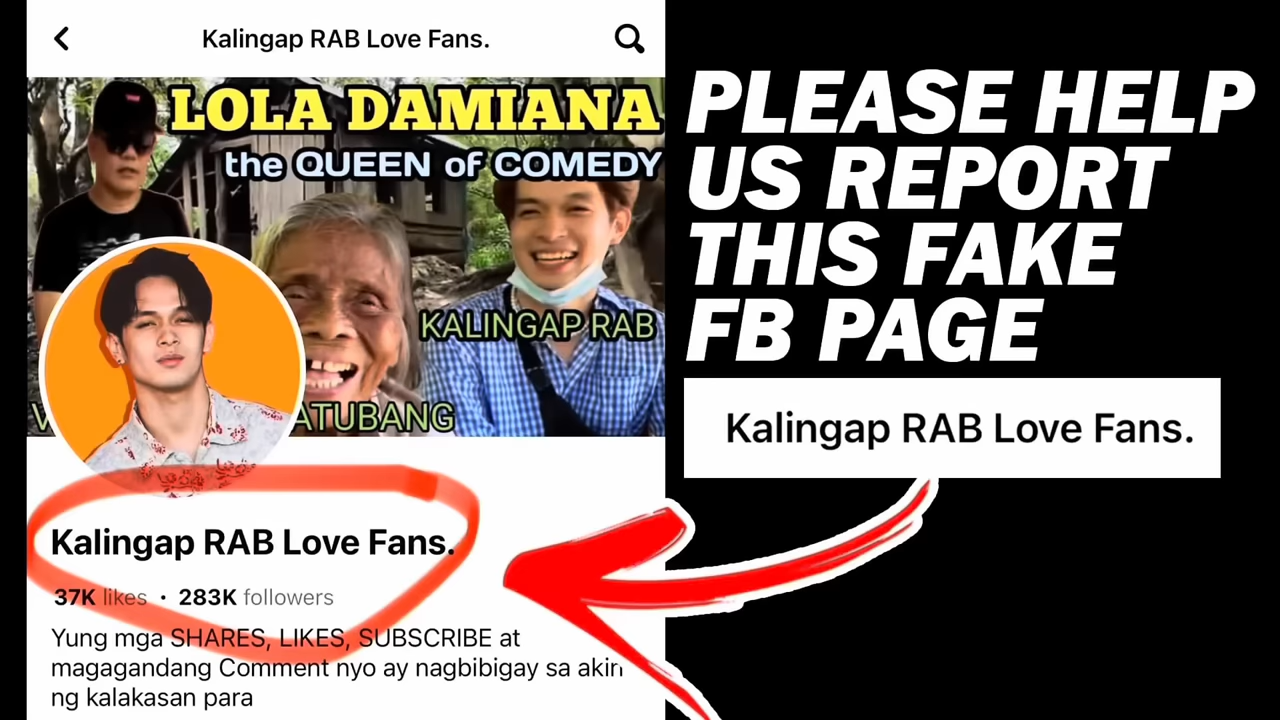 Kalingap RAB Love Fans.
LOLA DAMIANA
the QUEEN of COMEDY
KALINGAP RAB
ATUBANG
Kalingap RAB Love Fans.
37K likes • 283K followers
Yung mga SHARES, LIKES, SUBSCRIBE at
magagandang Comment nyo ay nagbibigay sa akin
ng kalakasan para
PLEASE HELP
US REPORT
THIS FAKE
FB PAGE
Kalingap RAB Love Fans.